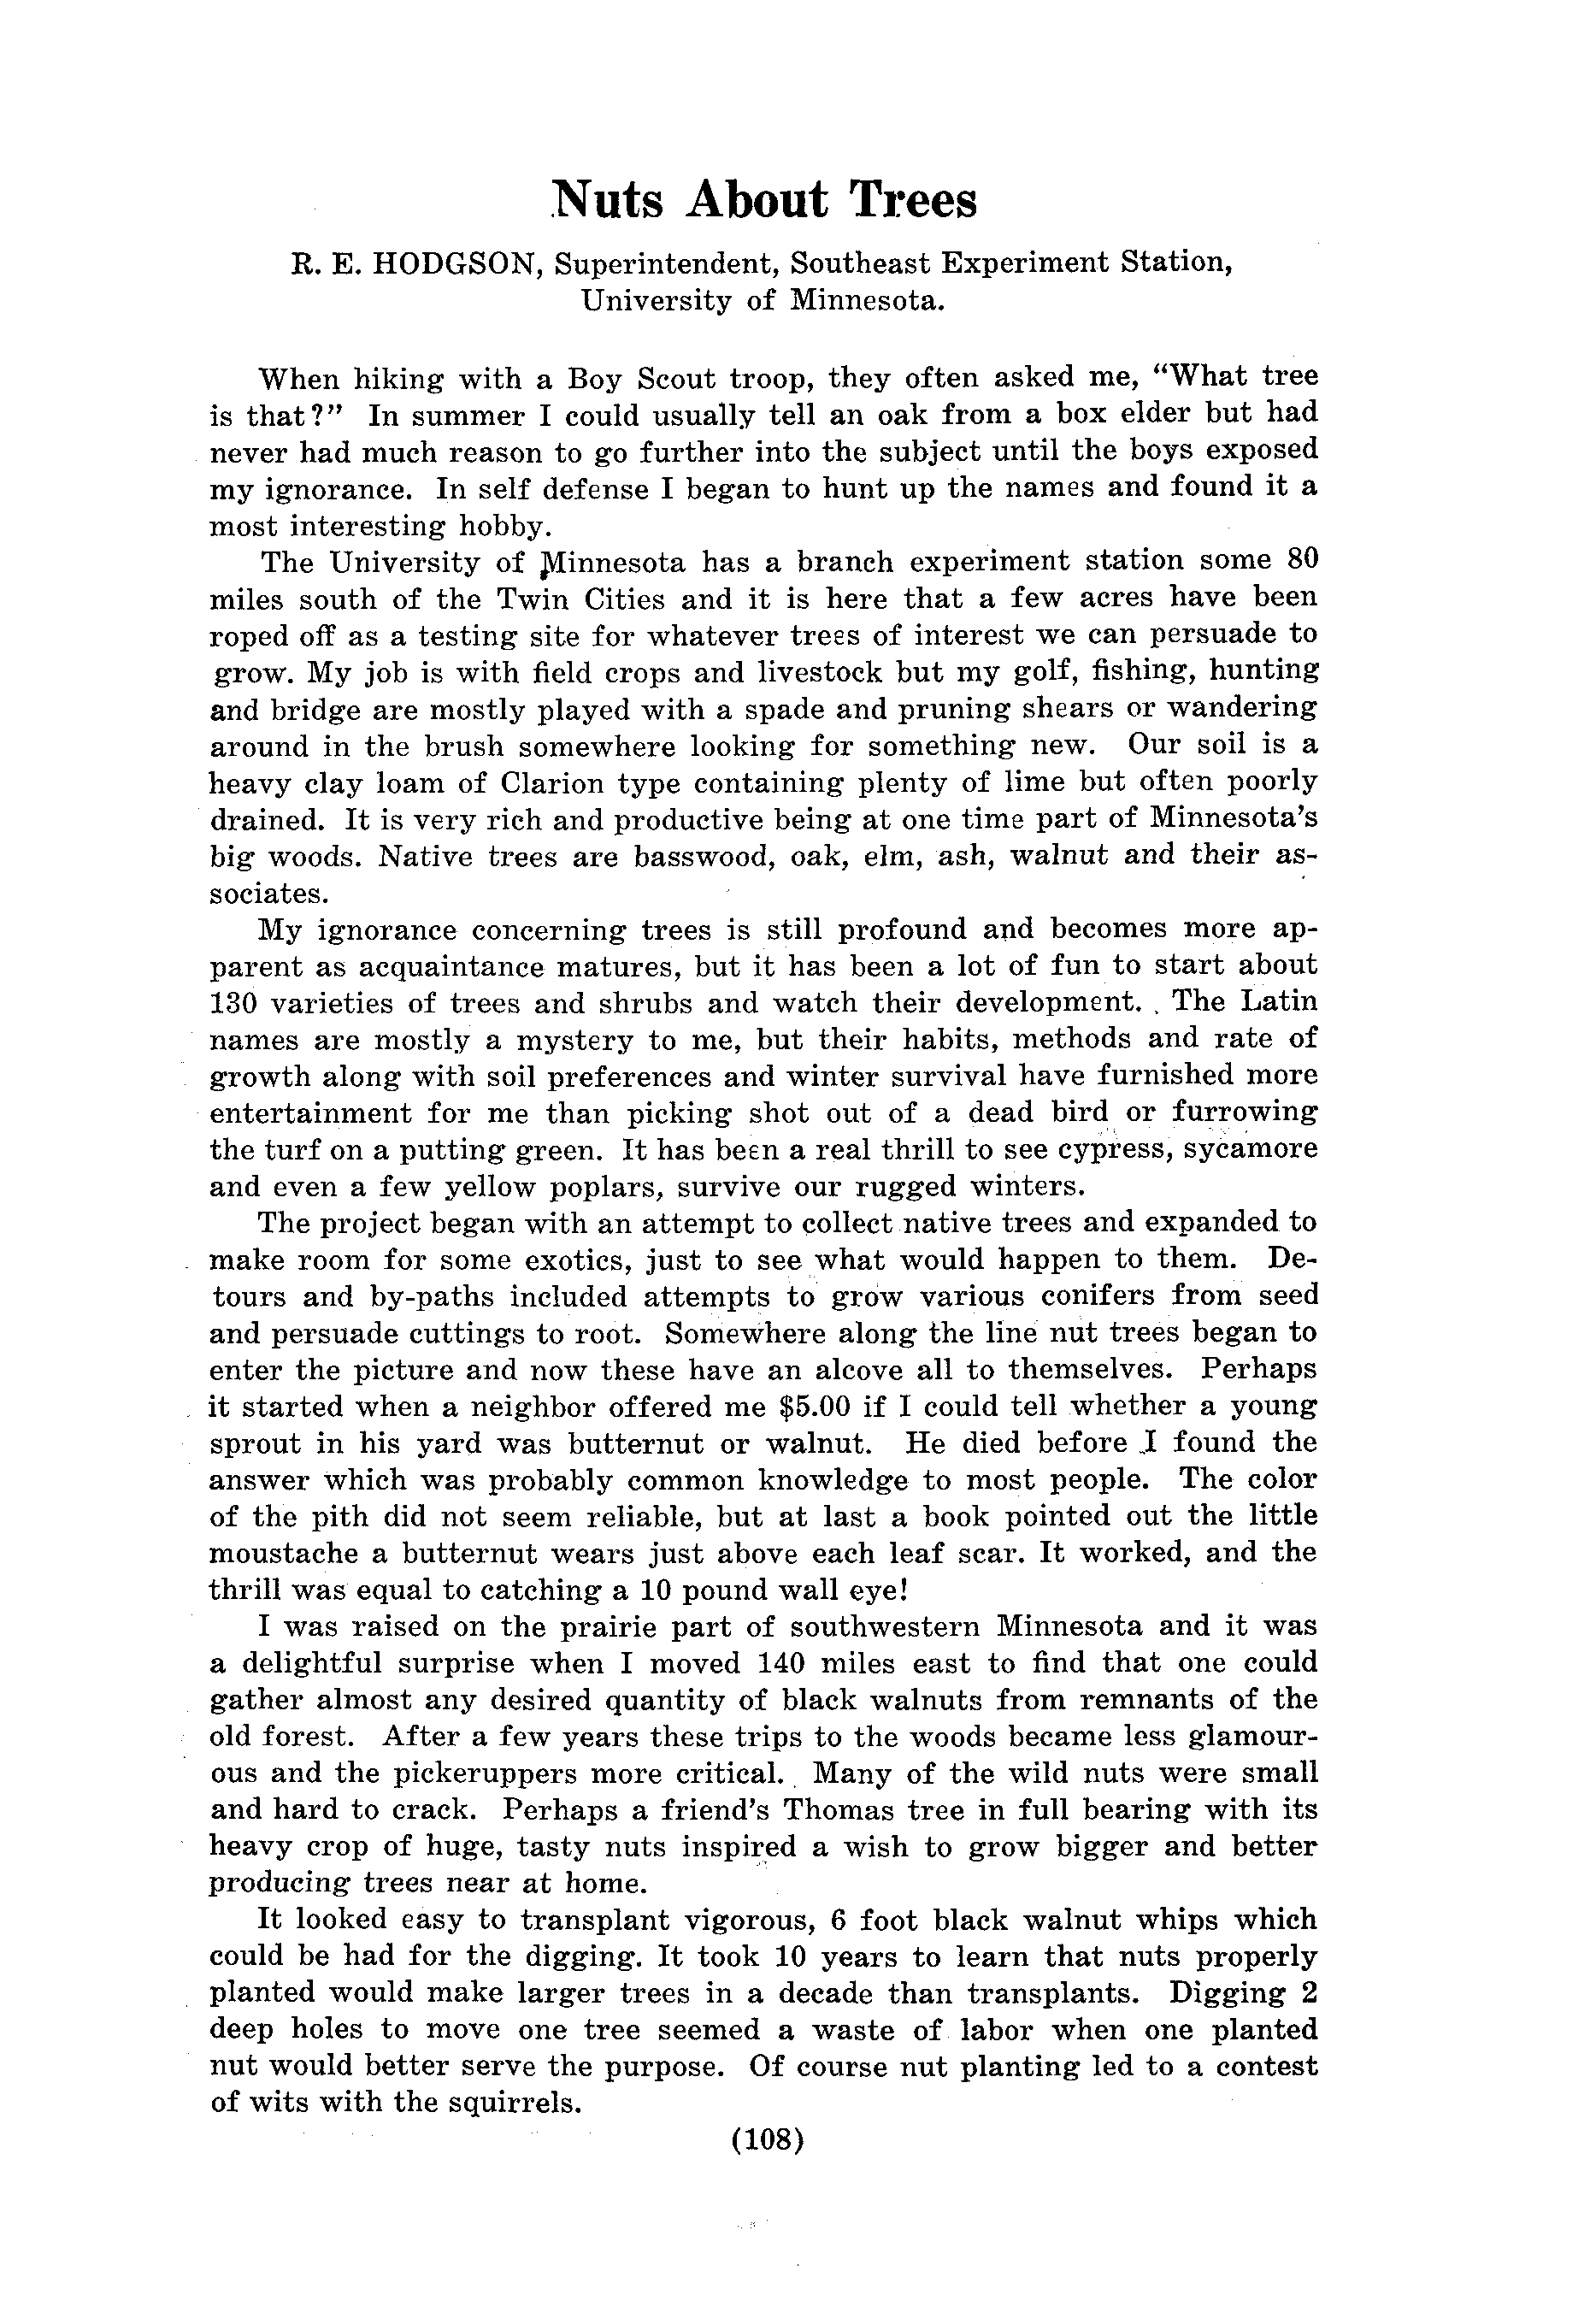 Nuts About Trees
R. E. HODGSON, Superintendent, Southeast Experiment Station,
University of Minnesota.
When hiking with a Boy Scout troop, they often asked me, “What tree
is that?” In summer I could usually tell an oak from a box elder but had
never had much reason to go further into the subject until the boys exposed
my ignorance. In self defense I began to hunt up the names and found it a
most interesting hobby.
The University of Minnesota has a branch experiment station some 80
miles south of the Twin Cities and it is here that a few acres have been
roped off as a testing site for whatever trees of interest we can persuade to
grow. My job is with field crops and livestock but my golf, fishing, hunting
and bridge are mostly played with a spade and pruning shears or wandering
around in the brush somewhere looking for something new. Our soil is a
heavy clay loam of Clarion type containing plenty of lime but often poorly
drained. It is very rich and productive being at one time part of Minnesota's
big woods. Native trees are basswood, oak, elm, ash, walnut and their as-
sociates.
My ignorance concerning trees is still profound and becomes more ap-
parent as acquaintance matures, but it has been a lot of fun to start about
130 varieties of trees and shrubs and watch their development. The Latin
names are mostly a mystery to me, but their habits, methods and rate of
growth along with soil preferences and winter survival have furnished more
entertainment for me than picking shot out of a dead bird or furrowing
the turf on a putting green. It has been a real thrill to see cypress, sycamore
and even a few yellow poplars, survive our rugged winters.
The project began with an attempt to collect native trees and expanded to
make room for some exotics, just to see what would happen to them. De-
tours and by-paths included attempts to grow various conifers from seed
and persuade cuttings to root. Somewhere along the line nut trees began to
enter the picture and now these have an alcove all to themselves. Perhaps
it started when a neighbor offered me $5.00 if I could tell whether a young
sprout in his yard was butternut or walnut. He died before I found the
answer which was probably common knowledge to most people. The color
of the pith did not seem reliable, but at last a book pointed out the little
moustache a butternut wears just above each leaf scar. It worked, and the
thrill was equal to catching a 10 pound wall eye!
I was raised on the prairie part of southwestern Minnesota and it was
a delightful surprise when I moved 140 miles east to find that one could
gather almost any desired quantity of black walnuts from remnants of the
old forest. After a few years these trips to the woods became less glamour-
ous and the pickeruppers more critical. Many of the wild nuts were small
and hard to crack. Perhaps a friend's Thomas tree in full bearing with its
heavy crop of huge, tasty nuts inspired a wish to grow bigger and better
producing trees near at home.
It looked easy to transplant vigorous, 6 foot black walnut whips which
could be had for the digging. It took 10 years to learn that nuts properly
planted would make larger trees in a decade than transplants. Digging 2
deep holes to move one tree seemed a waste of labor when one planted
nut would better serve the purpose. Of course nut planting led to a contest
of wits with the squirrels.
(108)